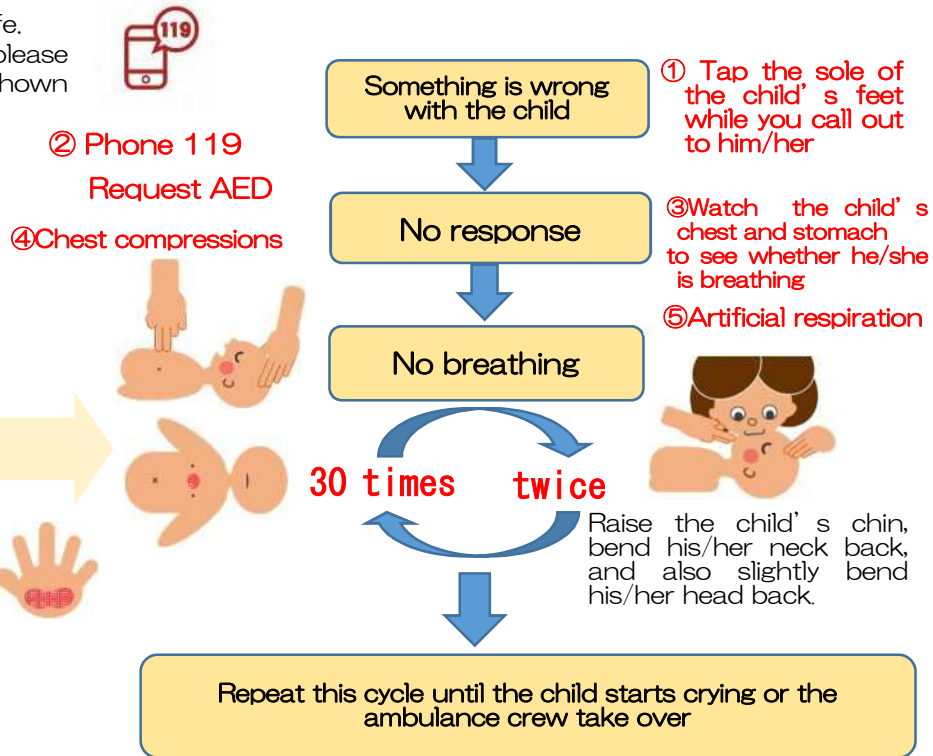 fe.
please
hown
119
② Phone 119
Request AED
④Chest compressions
Something is wrong
with the child
① Tap the sole of
the child’s feet
while you call out
to him/her
No response
③Watch the child’s
chest and stomach
to see whether he/she
is breathing
⑤Artificial respiration
No breathing
30 times
twice
Raise the child’s chin,
bend his/her neck back,
and also slightly bend
his/her head back.
Repeat this cycle until the child starts crying or the
ambulance crew take over